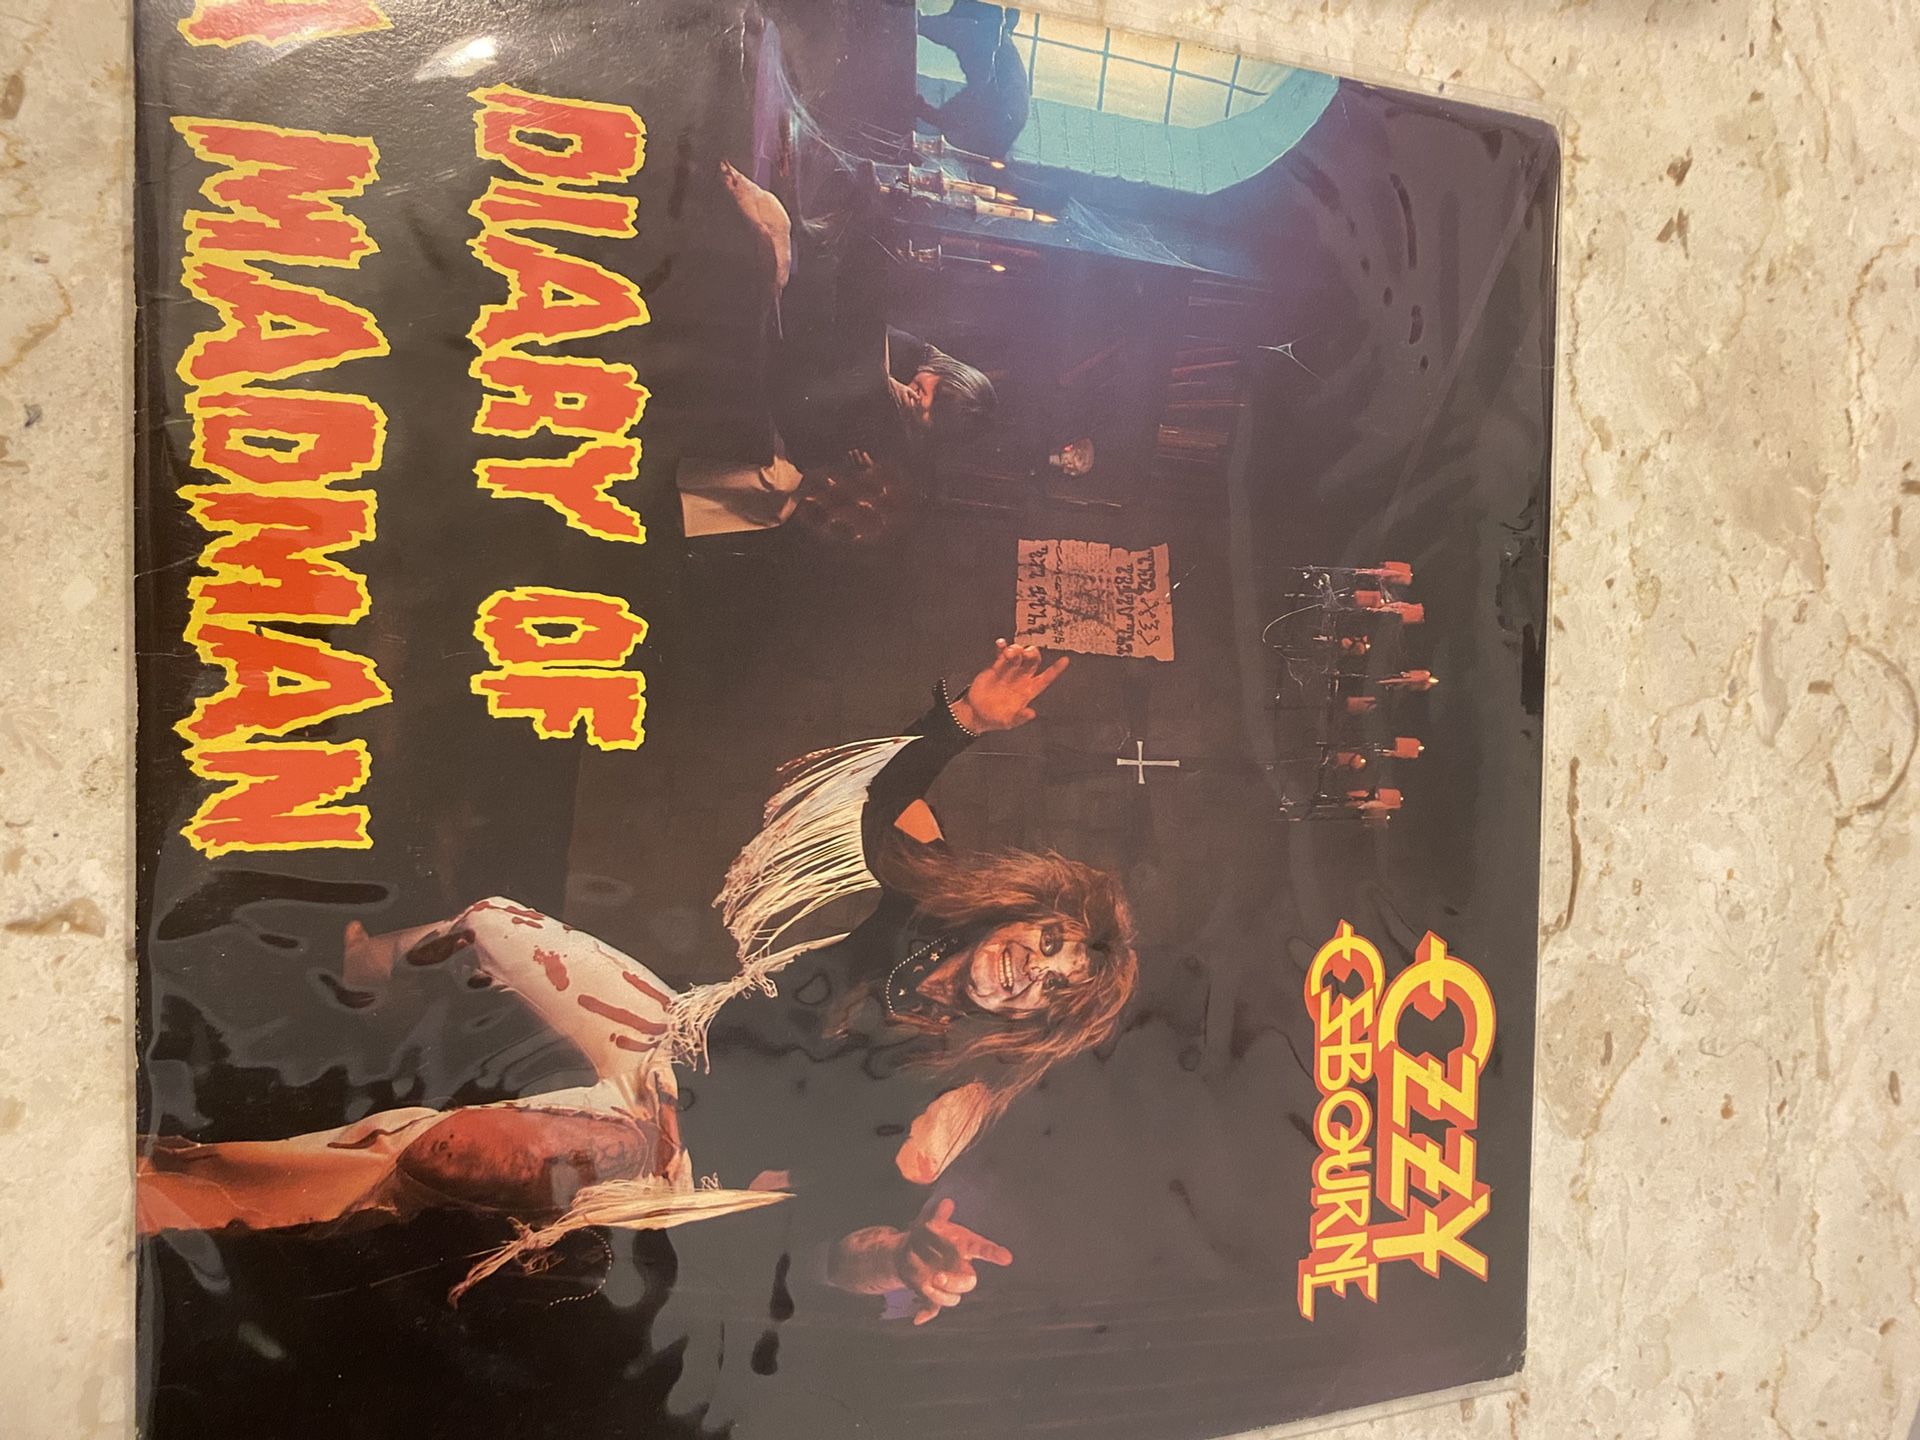 OZZY
OSBOURNE
DIARY OF
A MADMAN